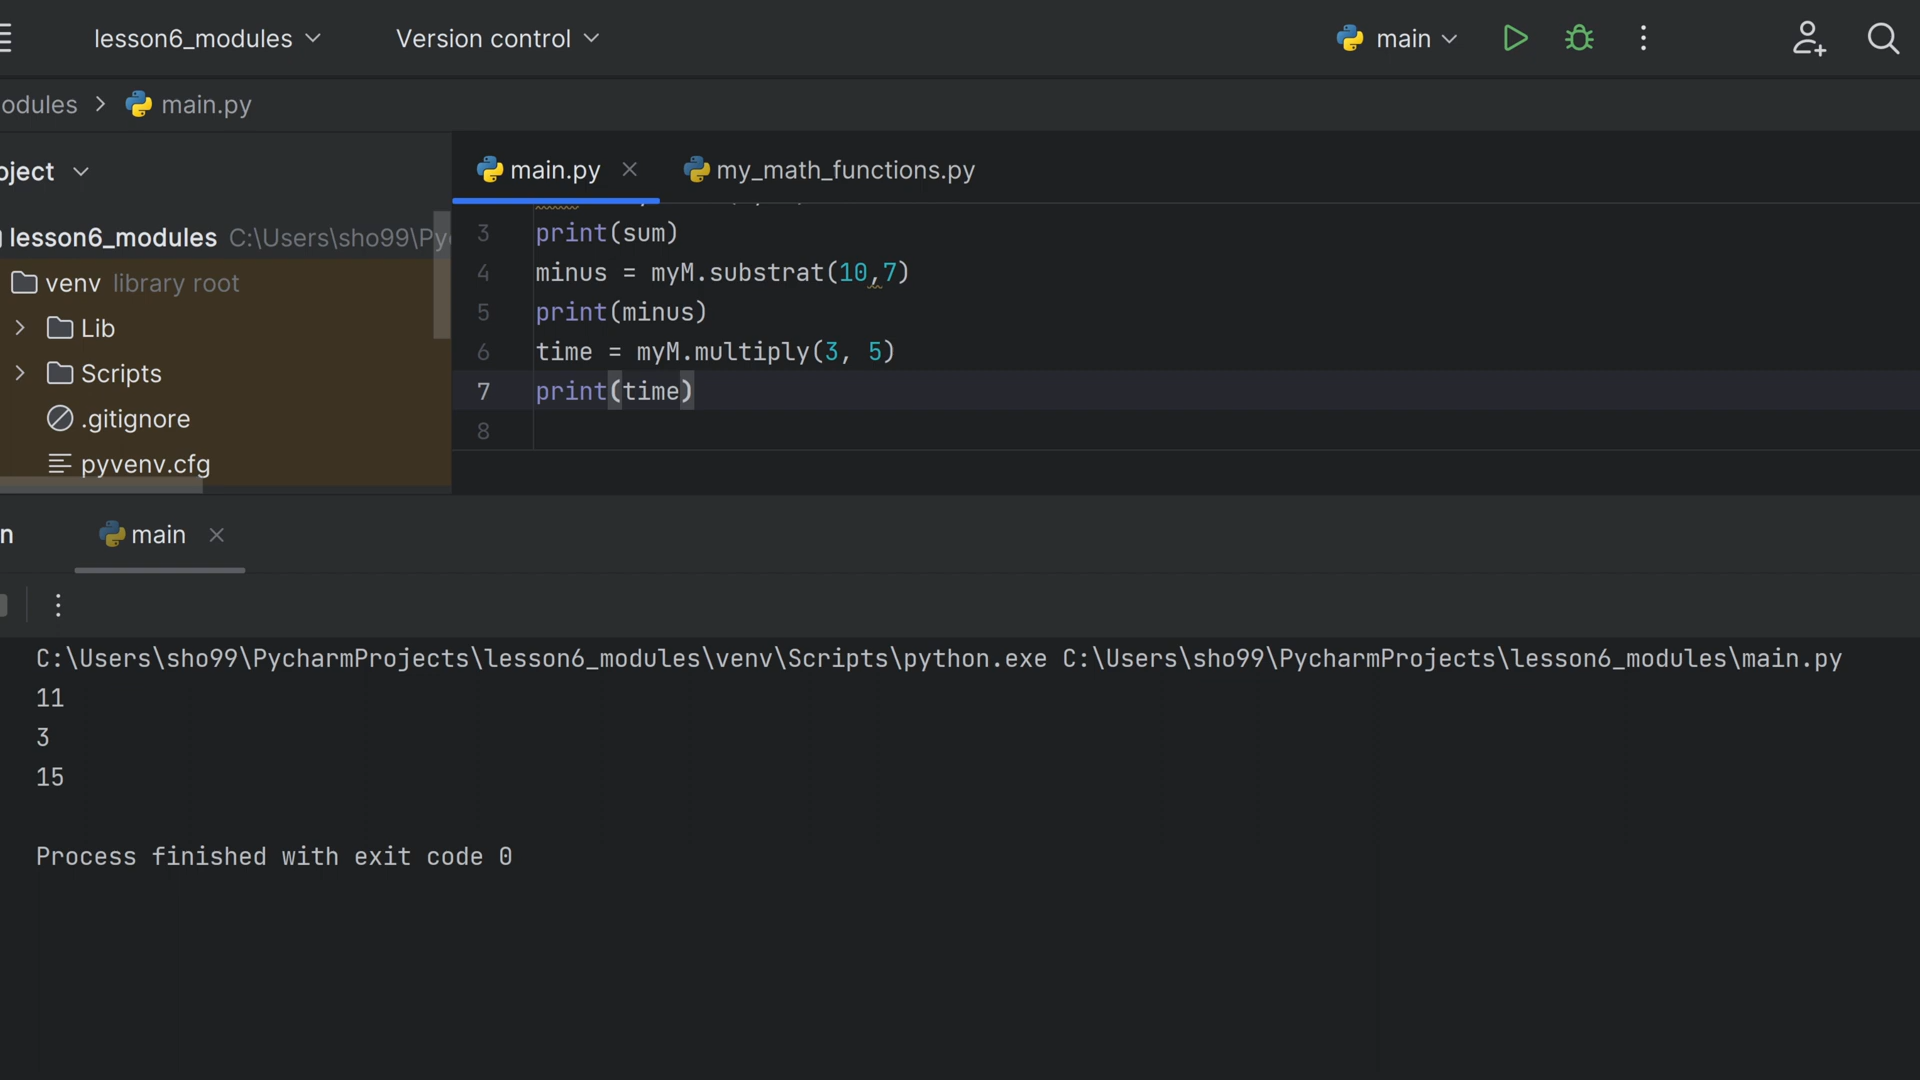 lesson6_modules
Version control
main
odules > main.py
oject
main.py
my_math_functions.py
lesson6_modules C:\Users\sho99\Py
venv library root
Lib
Scripts
.gitignore
pyvenv.cfg
3 print(sum)
4 minus = myM.substrat(10,7)
5 print(minus)
6 time = myM.multiply(3, 5)
7 print(time)
8
n
main
C:\Users\sho99\PycharmProjects\lesson6_modules\venv\Scripts\python.exe C:\Users\sho99\PycharmProjects\lesson6_modules\main.py
11
3
15
Process finished with exit code 0